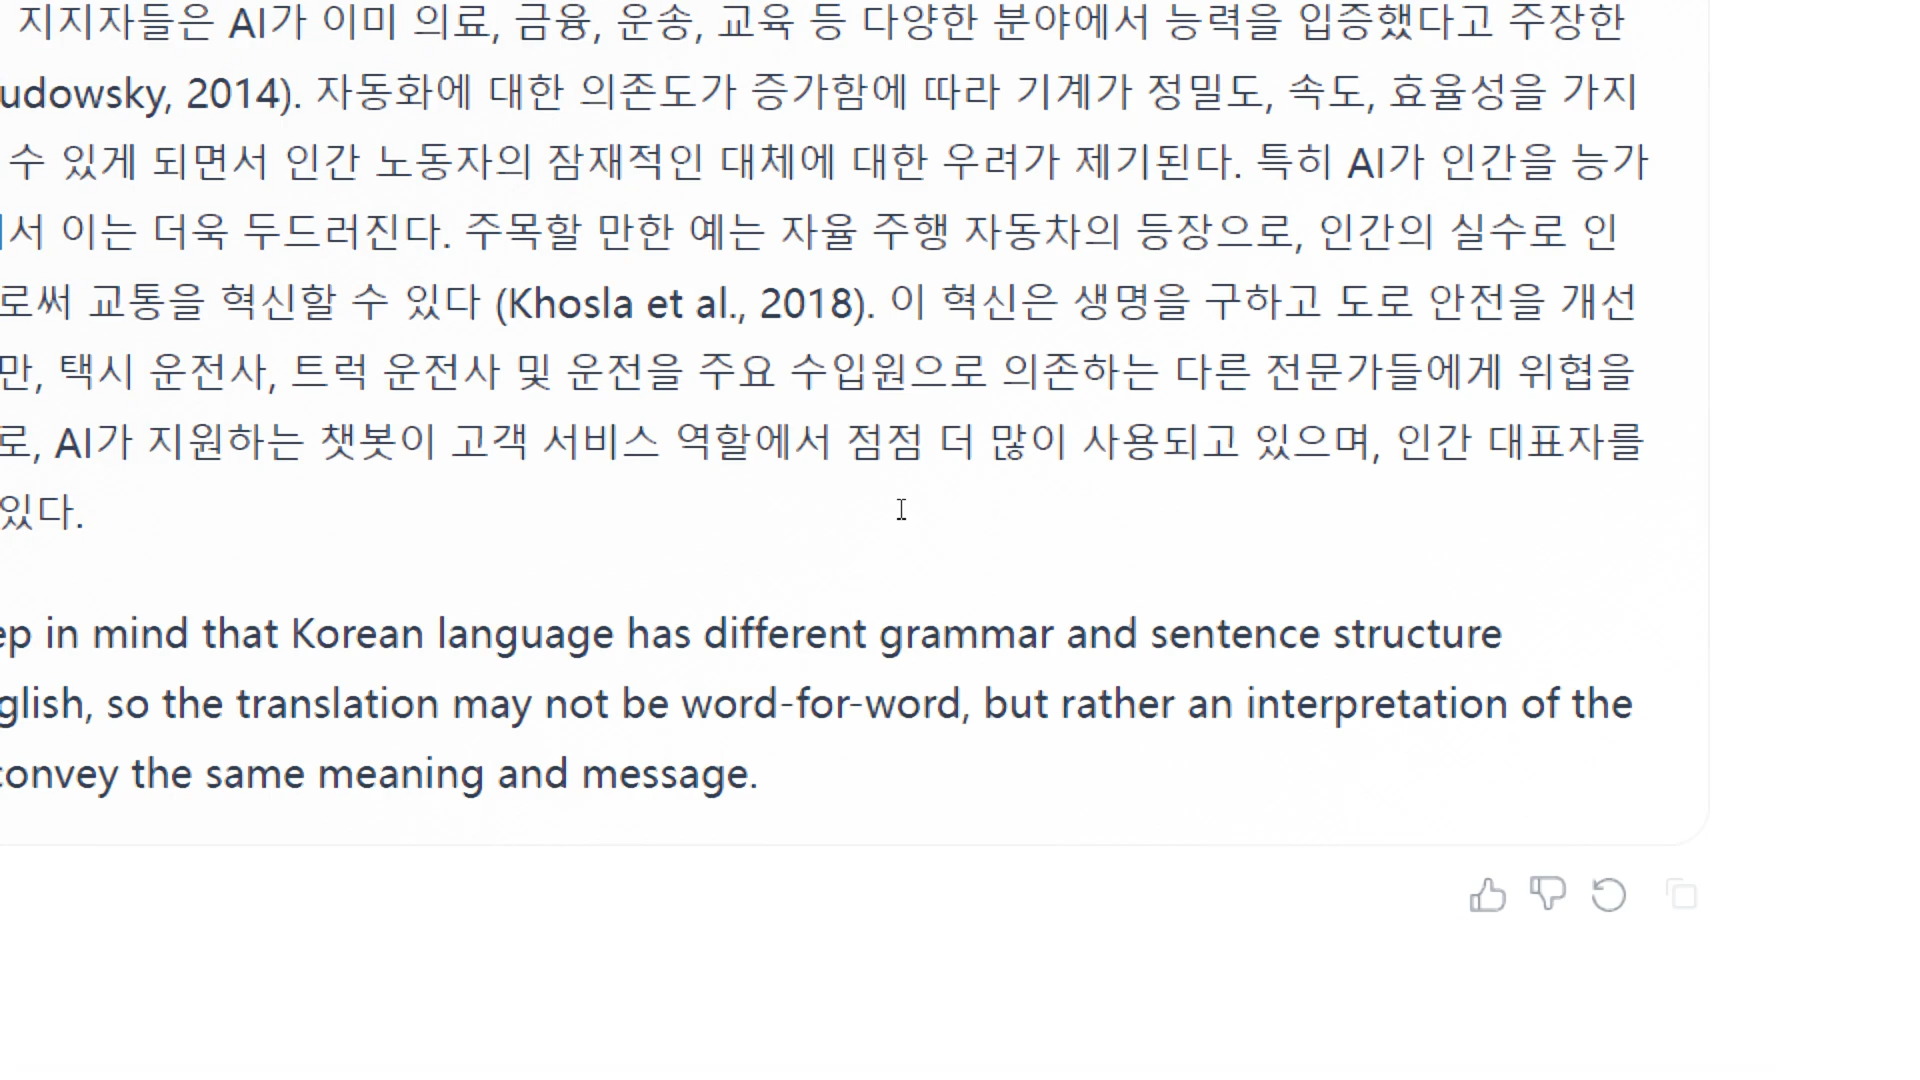 지지자들은 AI가 이미 의료, 금융, 운송, 교육 등 다양한 분야에서 능력을 입증했다고 주장한
udowsky, 2014). 자동화에 대한 의존도가 증가함에 따라 기계가 정밀도, 속도, 효율성을 가지
수 있게 되면서 인간 노동자의 잠재적인 대체에 대한 우려가 제기된다. 특히 AI가 인간을 능가
서 이는 더욱 두드러진다. 주목할 만한 예는 자율 주행 자동차의 등장으로, 인간의 실수로 인
로써 교통을 혁신할 수 있다 (Khosla et al., 2018). 이 혁신은 생명을 구하고 도로 안전을 개선
만, 택시 운전사, 트럭 운전사 및 운전을 주요 수입원으로 의존하는 다른 전문가들에게 위협을
로, AI가 지원하는 챗봇이 고객 서비스 역할에서 점점 더 많이 사용되고 있으며, 인간 대표자를
있다.
ep in mind that Korean language has different grammar and sentence structure
glish, so the translation may not be word-for-word, but rather an interpretation of the
convey the same meaning and message.